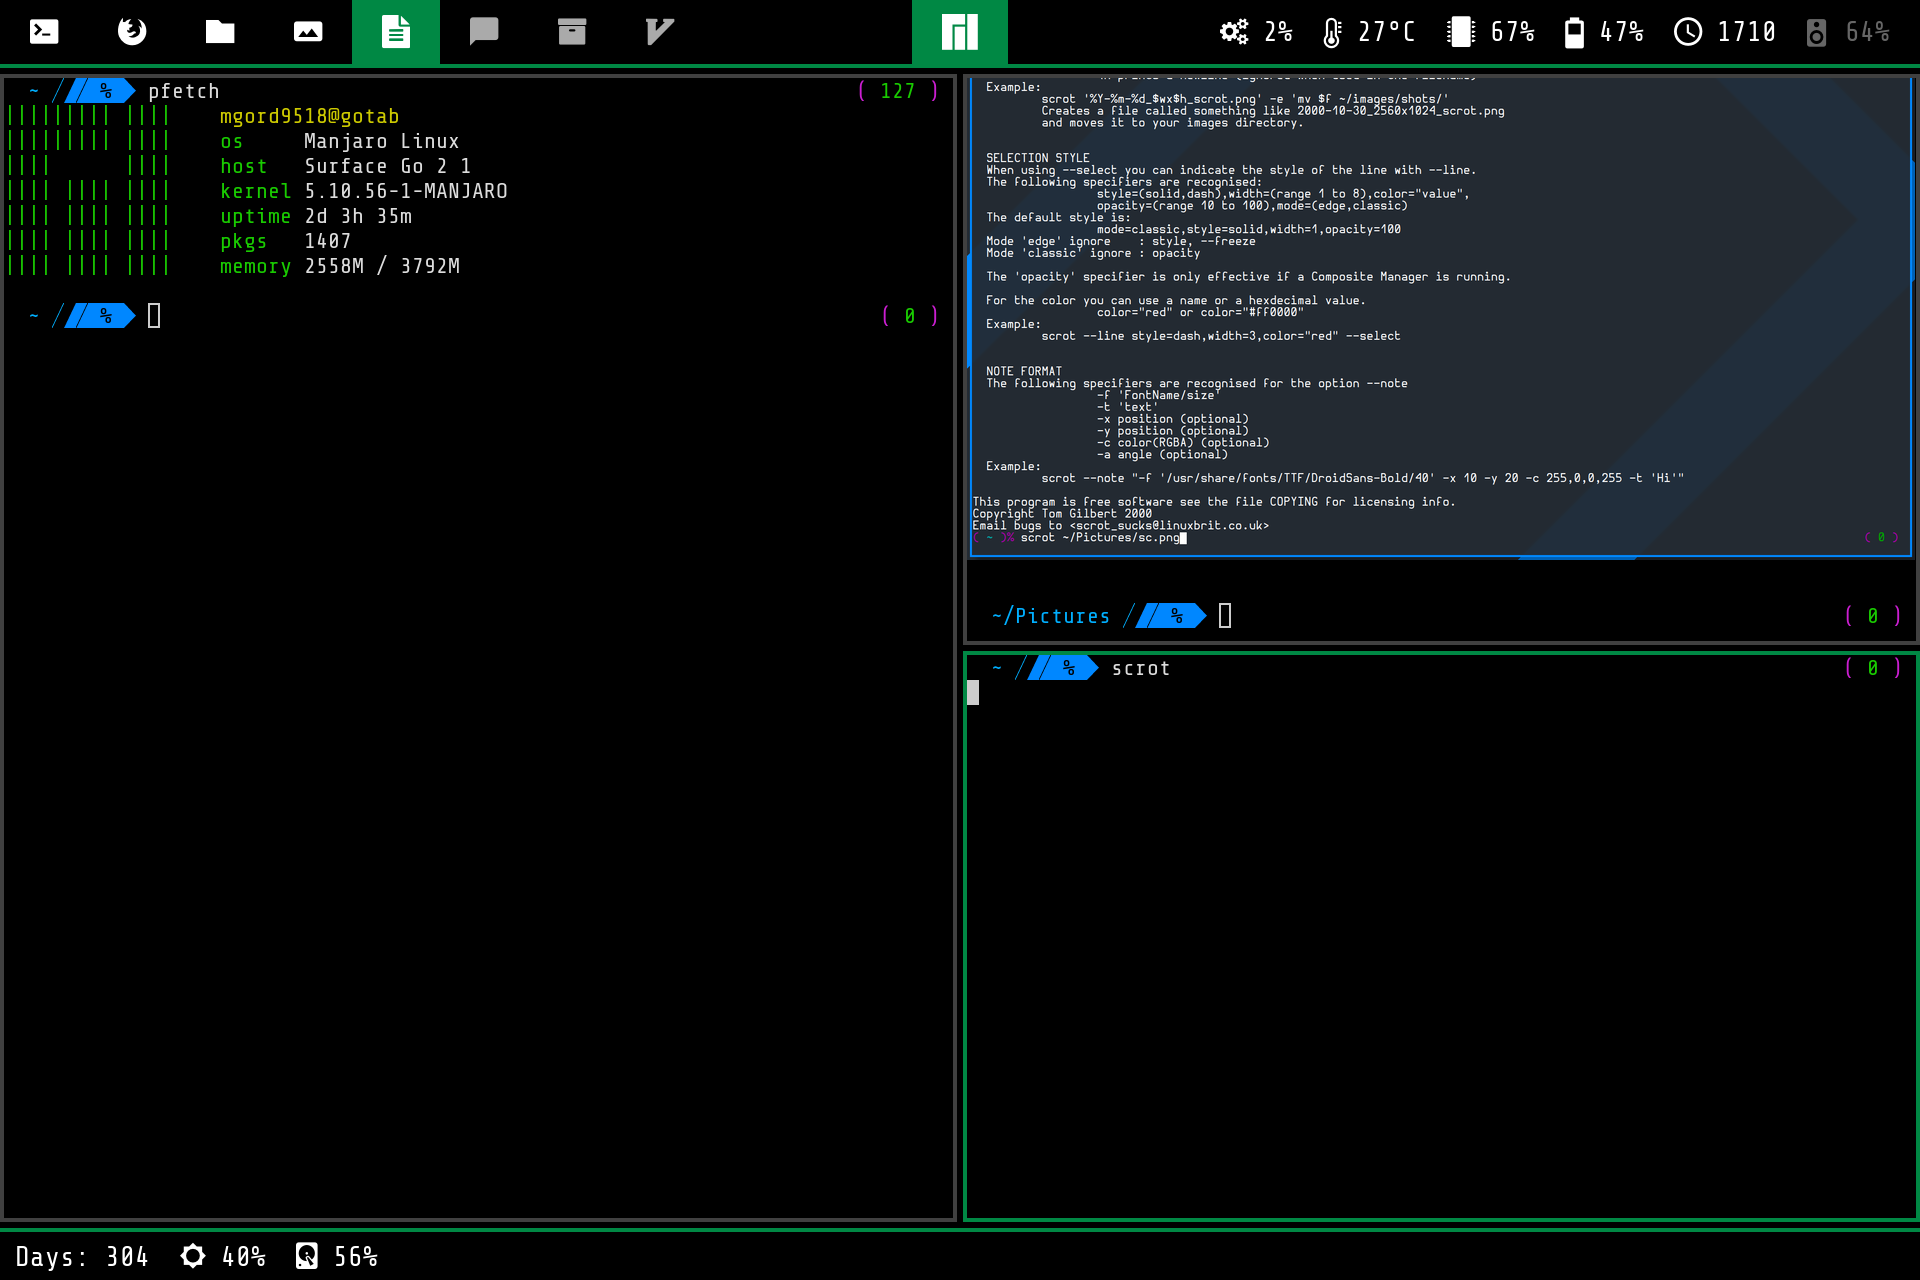 2% 27°C 67% 47% 1710 64%
~ % pfetch ( 127 )
mgord9518@gotab
os Manjaro Linux
host Surface Go 2 1
kernel 5.10.56-1-MANJARO
uptime 2d 3h 35m
pkgs 1407
memory 2558M / 3792M
~ % ( 0 )
Example:
scrot '%Y-%m-%d_$wx$h_scrot.png' -e 'mv $f ~/images/shots/'
Creates a file called something like 2000-10-30_2560x1024_scrot.png
and moves it to your images directory.
SELECTION STYLE
When using --select you can indicate the style of the line with --line.
The following specifiers are recognised:
style=(solid,dash),width=(range 1 to 8),color="value",
opacity=(range 10 to 100),mode=(edge,classic)
The default style is:
mode=classic,style=solid,width=1,opacity=100
Mode 'edge' ignore : style, --freeze
Mode 'classic' ignore : opacity
The 'opacity' specifier is only effective if a Composite Manager is running.
For the color you can use a name or a hexdecimal value.
color="red" or color="#ff0000"
Example:
scrot --line style=dash,width=3,color="red" --select
NOTE FORMAT
The following specifiers are recognised for the option --note
-f 'FontName/size'
-t 'text'
-x position (optional)
-y position (optional)
-c color(RGBA) (optional)
-a angle (optional)
Example:
scrot --note "-f '/usr/share/fonts/TTF/DroidSans-Bold/40' -x 10 -y 20 -c 255,0,0,255 -t 'Hi'"
This program is free software see the file COPYING for licensing info.
Copyright Tom Gilbert 2000
Email bugs to <scrot_sucks@linuxbrit.co.uk>
( ~ )% scrot ~/Pictures/sc.png ( 0 )
~/Pictures % ( 0 )
~ % scrot ( 0 )
Days: 304 40% 56%